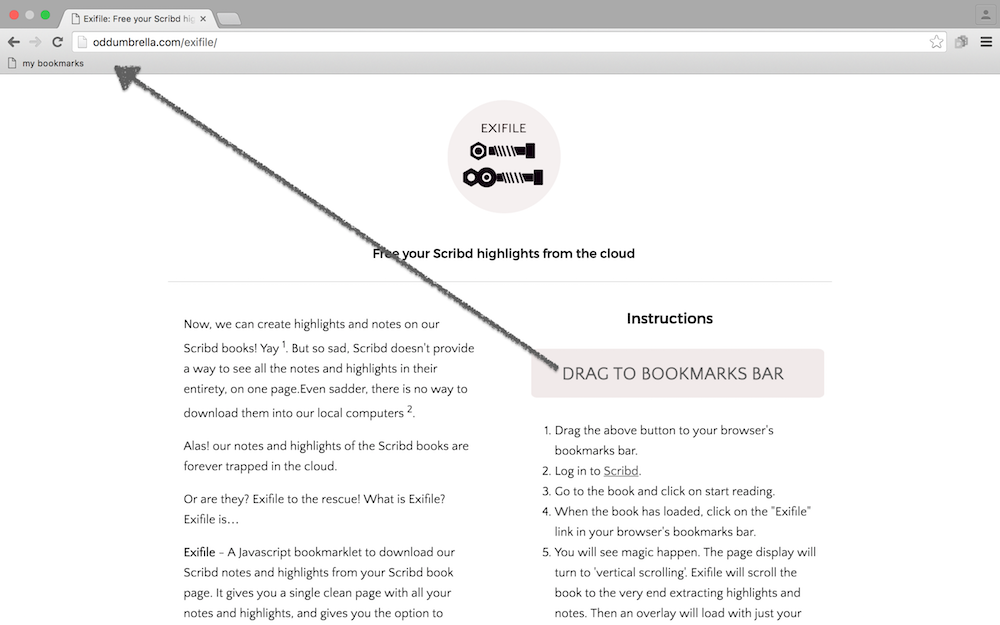 Exifile: Free your Scribd hig
oddumbrella.com/exifile/
my bookmarks
EXIFILE
Free your Scribd highlights from the cloud
Now, we can create highlights and notes on our
Scribd books! Yay 1. But so sad, Scribd doesn't provide
a way to see all the notes and highlights in their
entirety, on one page.Even sadder, there is no way to
download them into our local computers 2.
Alas! our notes and highlights of the Scribd books are
forever trapped in the cloud.
Or are they? Exifile to the rescue! What is Exifile?
Exifile is…
Exifile – A Javascript bookmarklet to download our
Scribd notes and highlights from your Scribd book
page. It gives you a single clean page with all your
notes and highlights, and gives you the option to
Instructions
DRAG TO BOOKMARKS BAR
1. Drag the above button to your browser's
bookmarks bar.
2. Log in to Scribd.
3. Go to the book and click on start reading.
4. When the book has loaded, click on the "Exifile"
link in your browser's bookmarks bar.
5. You will see magic happen. The page display will
turn to 'vertical scrolling'. Exifile will scroll the
book to the very end extracting highlights and
notes. Then an overlay will load with just your